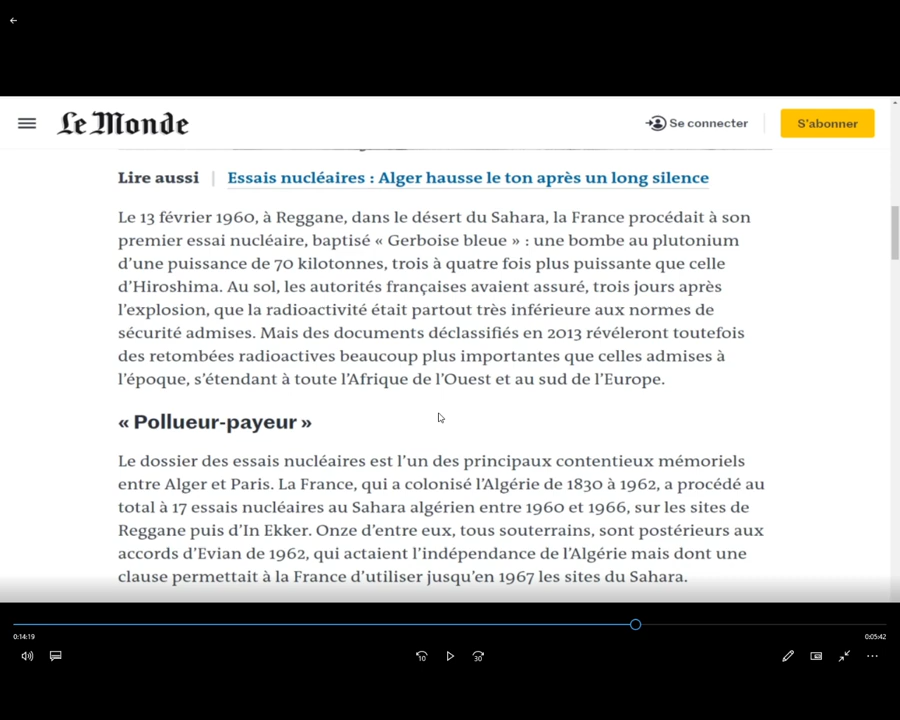 Le Monde
Se connecter
S'abonner
Lire aussi | Essais nucléaires : Alger hausse le ton après un long silence
Le 13 février 1960, à Reggane, dans le désert du Sahara, la France procédait à son
premier essai nucléaire, baptisé « Gerboise bleue » : une bombe au plutonium
d’une puissance de 70 kilotonnes, trois à quatre fois plus puissante que celle
d’Hiroshima. Au sol, les autorités françaises avaient assuré, trois jours après
l’explosion, que la radioactivité était partout très inférieure aux normes de
sécurité admises. Mais des documents déclassifiés en 2013 révéleront toutefois
des retombées radioactives beaucoup plus importantes que celles admises à
l’époque, s’étendant à toute l’Afrique de l’Ouest et au sud de l’Europe.
« Pollueur-payeur »
Le dossier des essais nucléaires est l’un des principaux contentieux mémoriels
entre Alger et Paris. La France, qui a colonisé l’Algérie de 1830 à 1962, a procédé au
total à 17 essais nucléaires au Sahara algérien entre 1960 et 1966, sur les sites de
Reggane puis d’In Ekker. Onze d’entre eux, tous souterrains, sont postérieurs aux
accords d’Evian de 1962, qui actaient l’indépendance de l’Algérie mais dont une
clause permettait à la France d’utiliser jusqu’en 1967 les sites du Sahara.
0:14:19
0:05:42
10
30